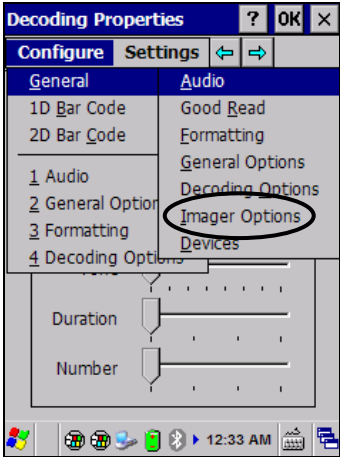 Decoding Properties ? OK ×
Configure Settings
General
1D Bar Code
2D Bar Code
1 Audio
2 General Option
3 Formatting
4 Decoding Options
Audio
Good Read
Formatting
General Options
Decoding Options
Imager Options
Devices
Duration
Number
12:33 AM